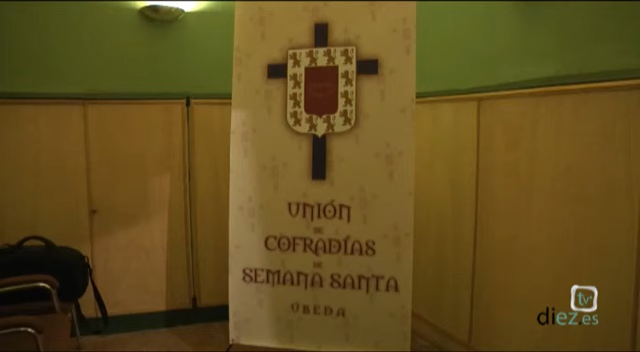 UNIÓN
DE
COFRADÍAS
DE
SEMANA SANTA
ÚBEDA
tv
diez.es